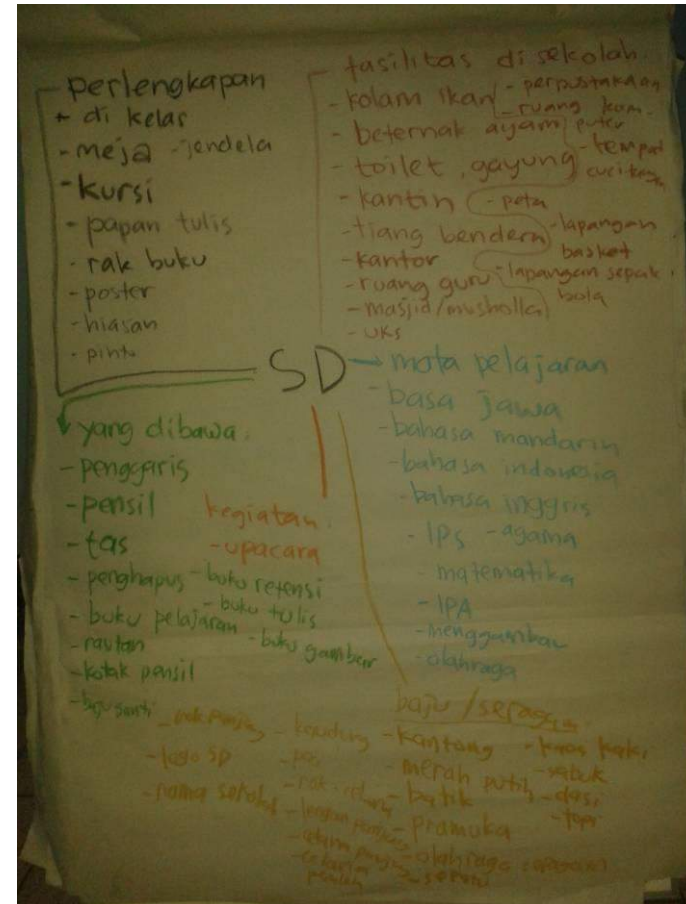 perlengkapan
di kelas
- meja - jendela
- kursi
- papan tulis
- rak buku
- poster
- hiasan
- pintu
fasilitas di sekolah
- kolam ikan - perpustakaan
- beternak ayam - ruang kom-
puter
- toilet, gayung - tempat
- kantin - peta
- tiang bendera - lapangan
basket
- kantor
- ruang guru - lapangan sepak
bola
- masjid/musholla
- UKS
SD
mata pelajaran
- basa jawa
- bahasa mandarin
- bahasa indonesia
- bahasa inggris
- IPS - agama
- matematika
- IPA
- menggambar
- olahraga
yang dibawa:
- penggaris
- pensil
- tas
- penghapus - buku retensi
- buku pelajaran - buku tulis
- rautan - buku gambar
- kotak pensil
kegiatan:
- upacara
baju / seragam
- kantong - kaos kaki
- merah putih - sabuk
- batik - dasi
- pramuka - topi
- olahraga
- logo SD
- nama sekolah
- kerudung